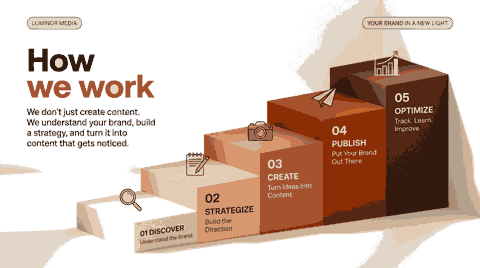 LUMINOR MEDIA
YOUR BRAND IN A NEW LIGHT
How
we work
We don't just create content.
We understand your brand, build
a strategy, and turn it into
content that gets noticed.
01 DISCOVER
Understand the Brand
02
STRATEGIZE
Build the
Direction
03
CREATE
Turn Ideas Into
Content
04
PUBLISH
Put Your Brand
Out There
05
OPTIMIZE
Track. Learn.
Improve